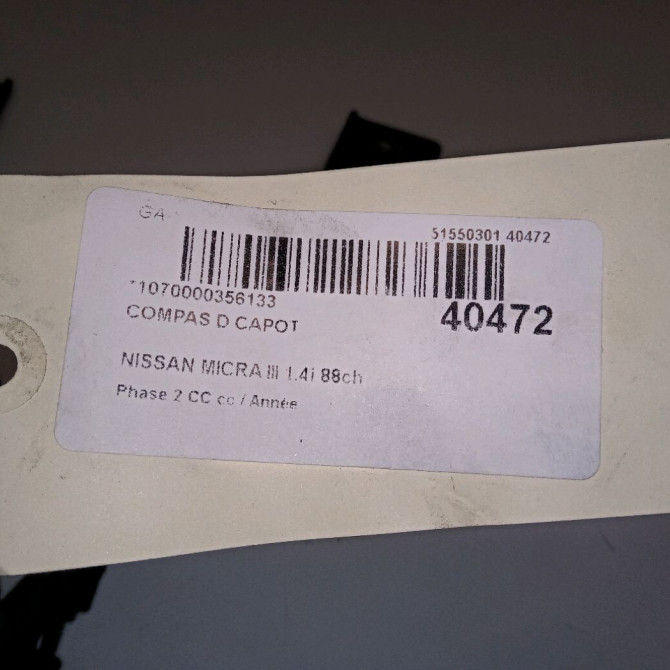 GA
51550301 40472
*1070000356133
40472
COMPAS D CAPOT
NISSAN MICRA III 1.4i 88ch
Phase 2 CC cc / Année